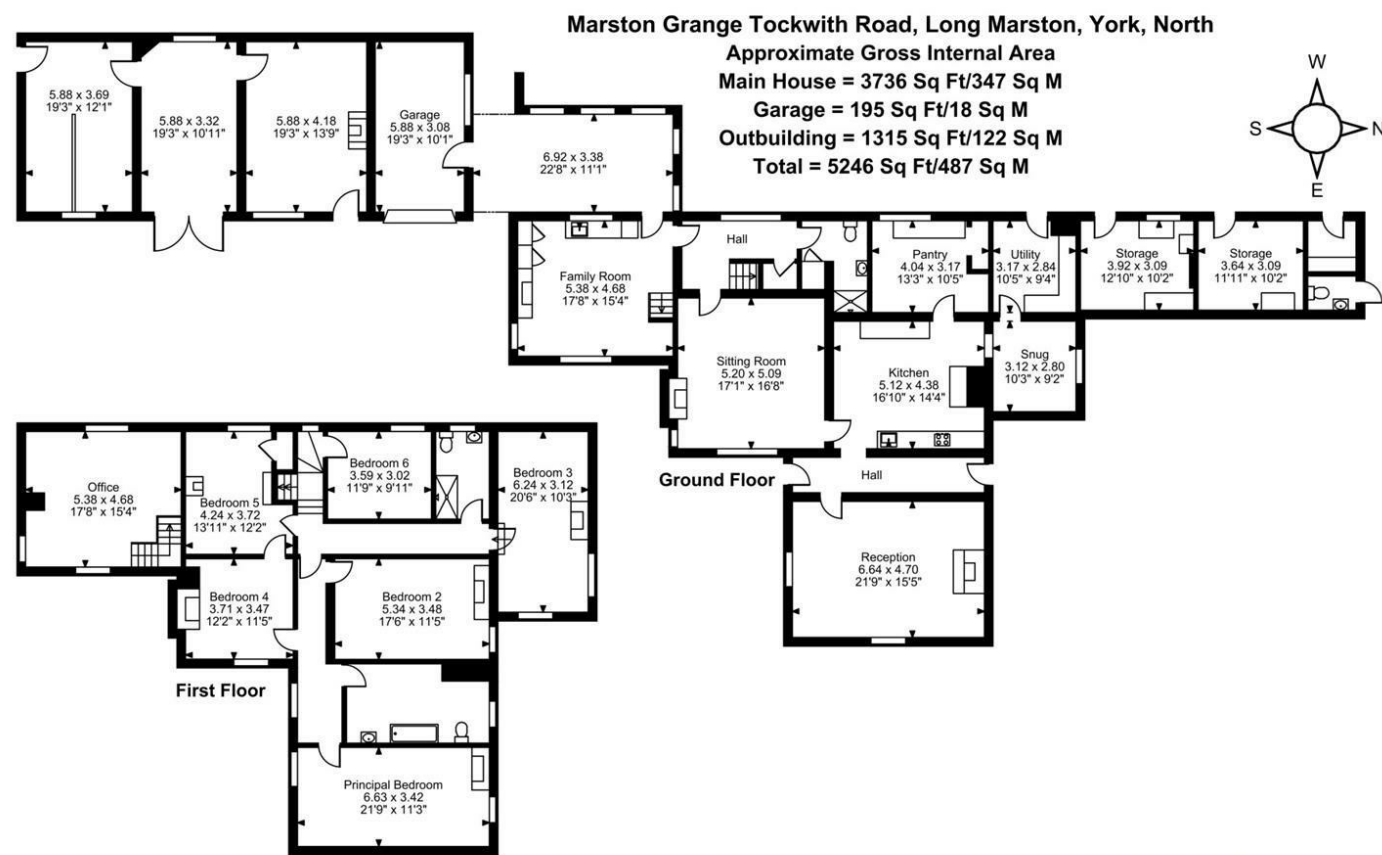 Marston Grange Tockwith Road, Long Marston, York, North
Approximate Gross Internal Area
Main House = 3736 Sq Ft/347 Sq M
Garage = 195 Sq Ft/18 Sq M
Outbuilding = 1315 Sq Ft/122 Sq M
Total = 5246 Sq Ft/487 Sq M
W
S
N
E
5.88 x 3.69
19'3" x 12'1"
5.88 x 3.32
19'3" x 10'11"
5.88 x 4.18
19'3" x 13'9"
Garage
5.88 x 3.08
19'3" x 10'1"
6.92 x 3.38
22'8" x 11'1"
Family Room
5.38 x 4.68
17'8" x 15'4"
Hall
Pantry
4.04 x 3.17
13'3" x 10'5"
Utility
3.17 x 2.84
10'5" x 9'4"
Storage
3.92 x 3.09
12'10" x 10'2"
Storage
3.64 x 3.09
11'11" x 10'2"
Sitting Room
5.20 x 5.09
17'1" x 16'8"
Kitchen
5.12 x 4.38
16'10" x 14'4"
Snug
3.12 x 2.80
10'3" x 9'2"
Ground Floor
Hall
Reception
6.64 x 4.70
21'9" x 15'5"
Office
5.38 x 4.68
17'8" x 15'4"
Bedroom 5
4.24 x 3.72
13'11" x 12'2"
Bedroom 6
3.59 x 3.02
11'9" x 9'11"
Bedroom 3
6.24 x 3.12
20'6" x 10'3"
Bedroom 4
3.71 x 3.47
12'2" x 11'5"
Bedroom 2
5.34 x 3.48
17'6" x 11'5"
First Floor
Principal Bedroom
6.63 x 3.42
21'9" x 11'3"